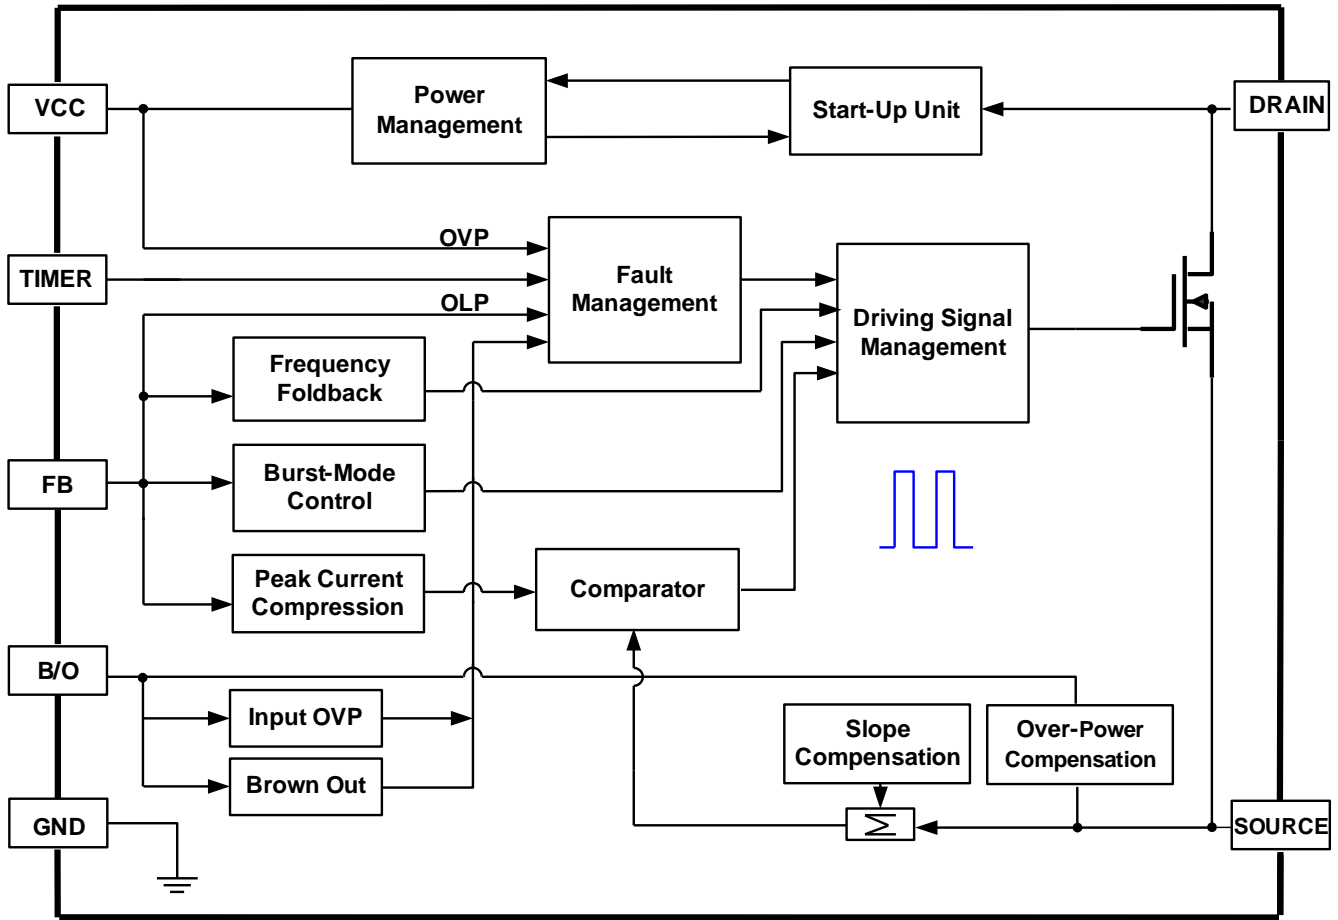 VCC
Power
Management
Start-Up Unit
DRAIN
OVP
TIMER
Fault
Management
OLP
Driving Signal
Management
Frequency
Foldback
FB
Burst-Mode
Control
Peak Current
Compression
Comparator
B/O
Input OVP
Slope
Compensation
Over-Power
Compensation
Brown Out
GND
Σ
SOURCE